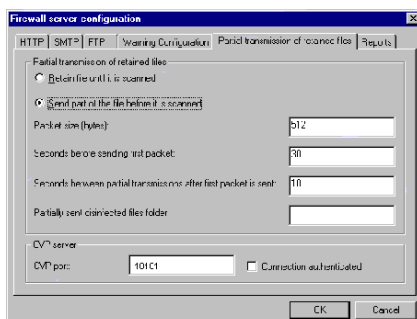 Firewall server configuration
HTTP SMTP FTP Warning Configuration Partial transmission of retained files Reports
Partial transmission of retained files
Retain file until it is scanned
Send part of the file before it is scanned
Packet size (bytes): 512
Seconds before sending first packet: 30
Seconds between partial transmissions after first packet is sent: 10
Partially sent disinfected files folder
CVP server
CVP port: Connection authenticated
OK Cancel